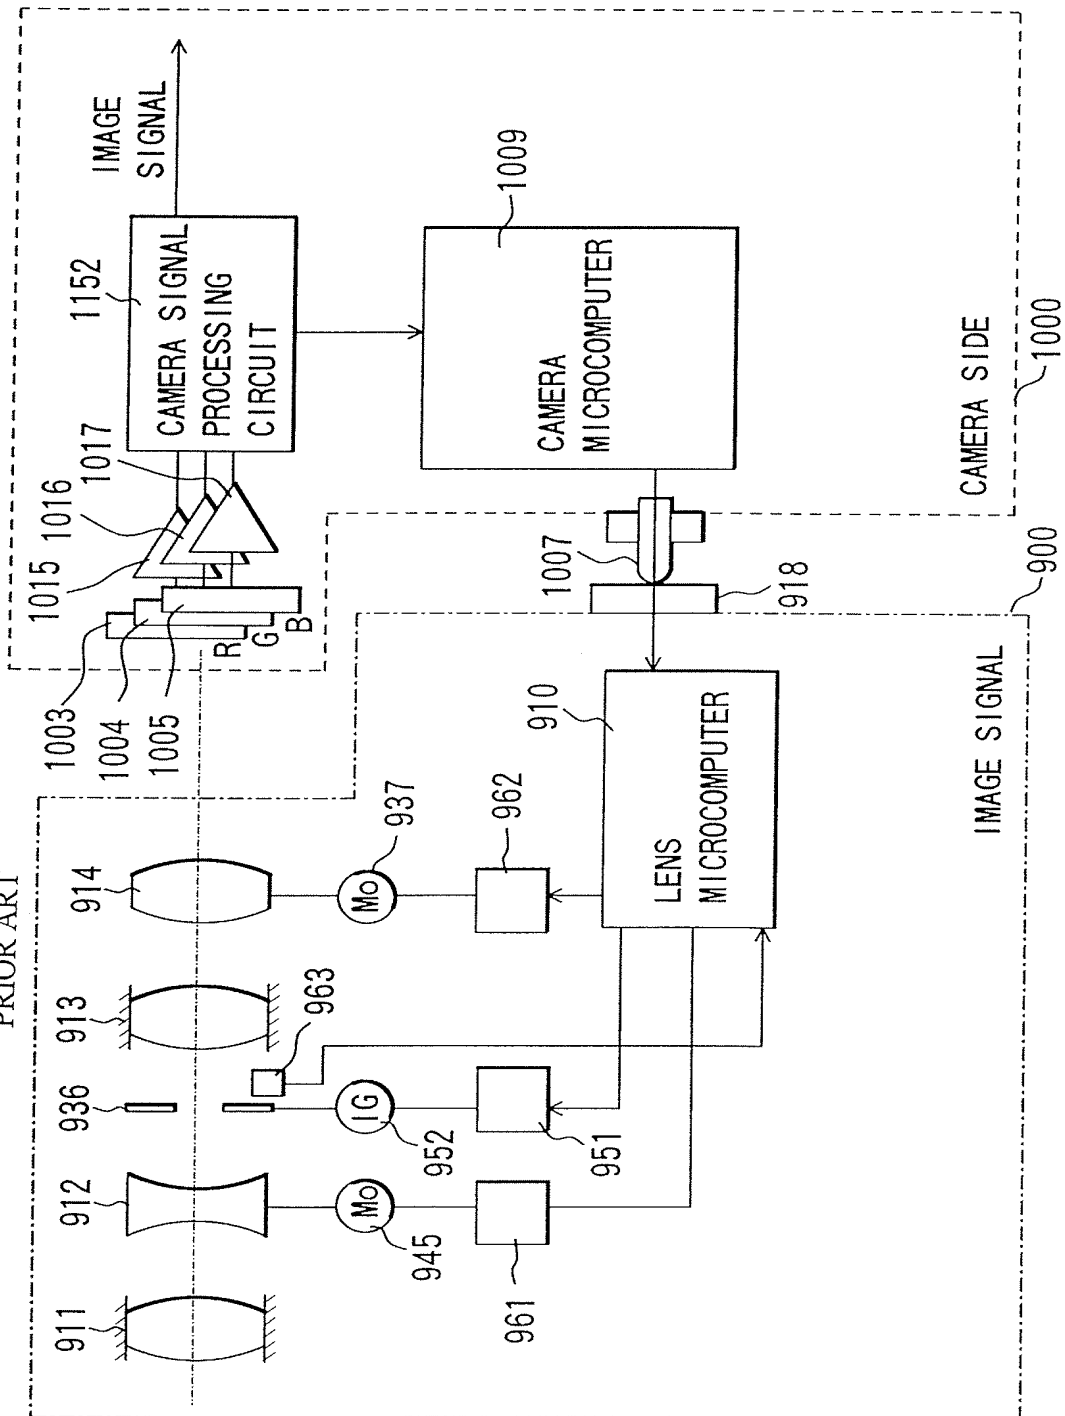 PRIOR ART
911
912
936
913
914
963
945
952
937
961
951
962
Mo
IG
Mo
LENS
MICROCOMPUTER
910
IMAGE SIGNAL
900
918
1007
1003
1004
1005
R
G
B
1015
1016
1017
1152
CAMERA SIGNAL
PROCESSING
CIRCUIT
IMAGE
SIGNAL
CAMERA
MICROCOMPUTER
1009
CAMERA SIDE
1000